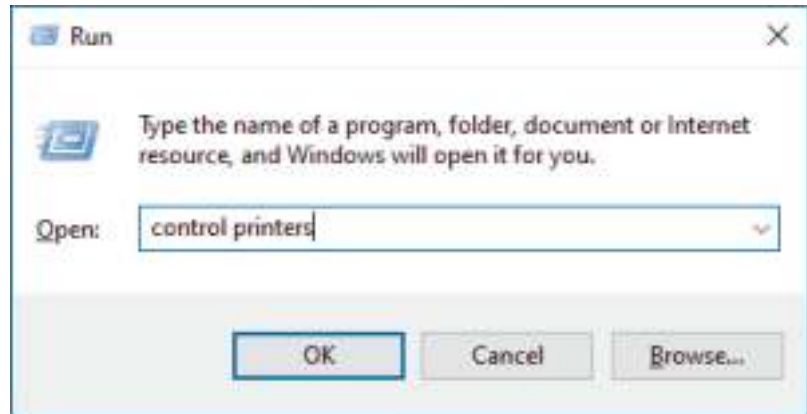 Run
Type the name of a program, folder, document or Internet
resource, and Windows will open it for you.
Open:
control printers
OK
Cancel
Browse...